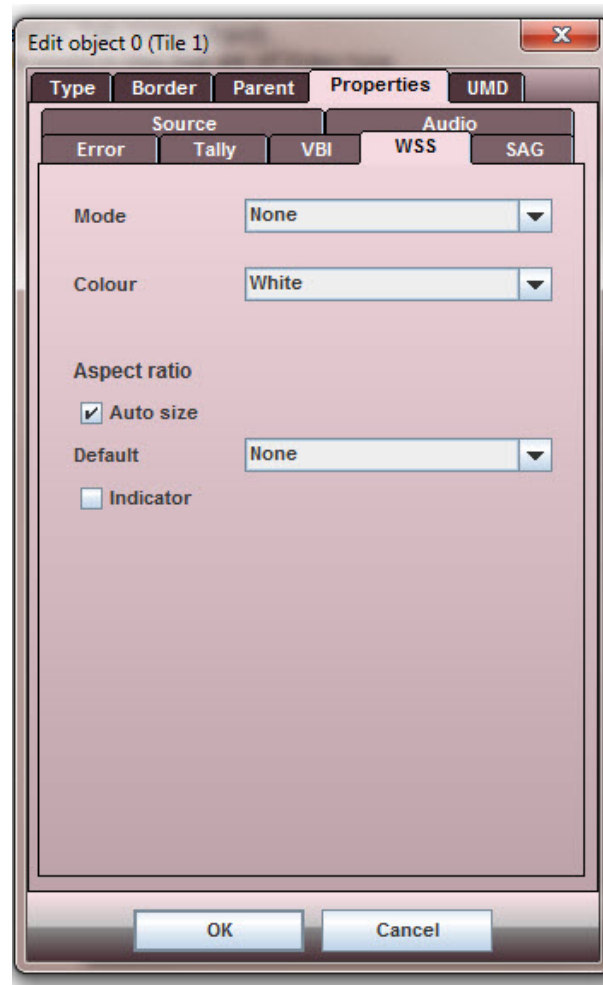 Edit object 0 (Tile 1)
Type Border Parent Properties UMD
Source Audio
Error Tally VBI WSS SAG
Mode None
Colour White
Aspect ratio
Auto size
Default None
Indicator
OK Cancel